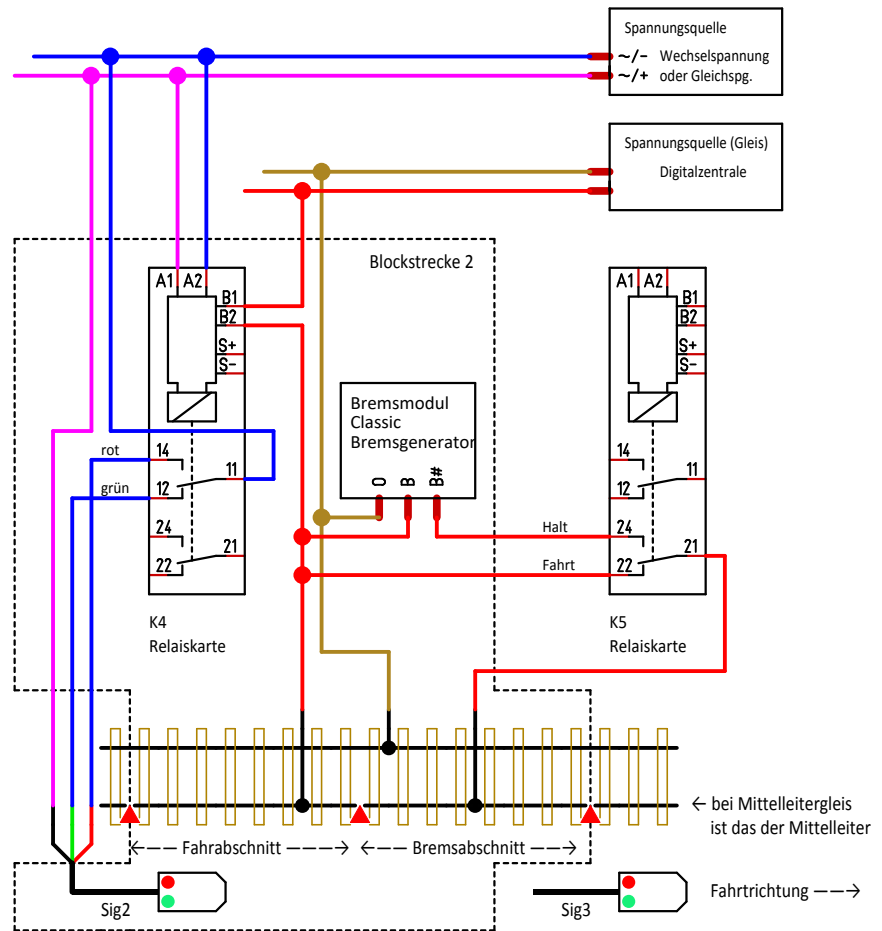 Spannungsquelle
~/- Wechselspannung
~/+ oder Gleichspg.
Spannungsquelle (Gleis)
Digitalzentrale
Blockstrecke 2
A1 A2
B1
B2
S+
S-
14
12
11
24
22
21
rot
grün
K4
Relaiskarte
Bremsmodul
Classic
Bremsgenerator
O B B#
Halt
Fahrt
A1 A2
B1
B2
S+
S-
14
12
11
24
22
21
K5
Relaiskarte
← bei Mittelleitergleis
ist das der Mittelleiter
←--- Fahrabschnitt ---→
←--- Bremsabschnitt ---→
Sig2
Sig3
Fahrtrichtung ---→